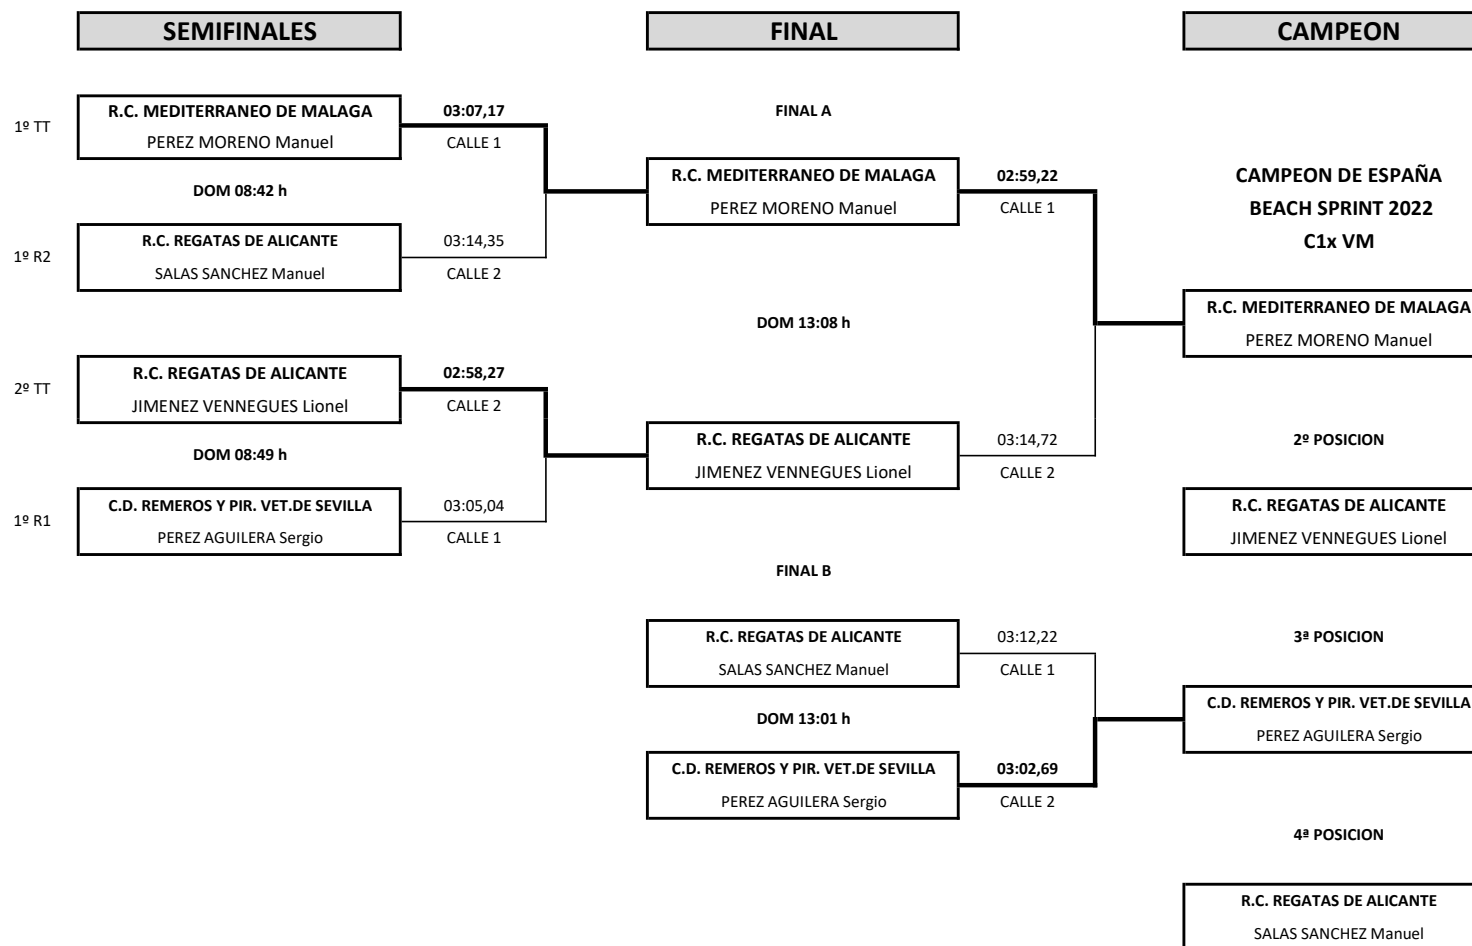 SEMIFINALES
FINAL
CAMPEON
1º TT
R.C. MEDITERRANEO DE MALAGA
PEREZ MORENO Manuel
03:07,17
CALLE 1
DOM 08:42 h
1º R2
R.C. REGATAS DE ALICANTE
SALAS SANCHEZ Manuel
03:14,35
CALLE 2
2º TT
R.C. REGATAS DE ALICANTE
JIMENEZ VENNEGUES Lionel
02:58,27
CALLE 2
DOM 08:49 h
1º R1
C.D. REMEROS Y PIR. VET.DE SEVILLA
PEREZ AGUILERA Sergio
03:05,04
CALLE 1
FINAL A
R.C. MEDITERRANEO DE MALAGA
PEREZ MORENO Manuel
02:59,22
CALLE 1
DOM 13:08 h
R.C. REGATAS DE ALICANTE
JIMENEZ VENNEGUES Lionel
03:14,72
CALLE 2
FINAL B
R.C. REGATAS DE ALICANTE
SALAS SANCHEZ Manuel
03:12,22
CALLE 1
DOM 13:01 h
C.D. REMEROS Y PIR. VET.DE SEVILLA
PEREZ AGUILERA Sergio
03:02,69
CALLE 2
CAMPEON DE ESPAÑA
BEACH SPRINT 2022
C1x VM
R.C. MEDITERRANEO DE MALAGA
PEREZ MORENO Manuel
2º POSICION
R.C. REGATAS DE ALICANTE
JIMENEZ VENNEGUES Lionel
3ª POSICION
C.D. REMEROS Y PIR. VET.DE SEVILLA
PEREZ AGUILERA Sergio
4ª POSICION
R.C. REGATAS DE ALICANTE
SALAS SANCHEZ Manuel